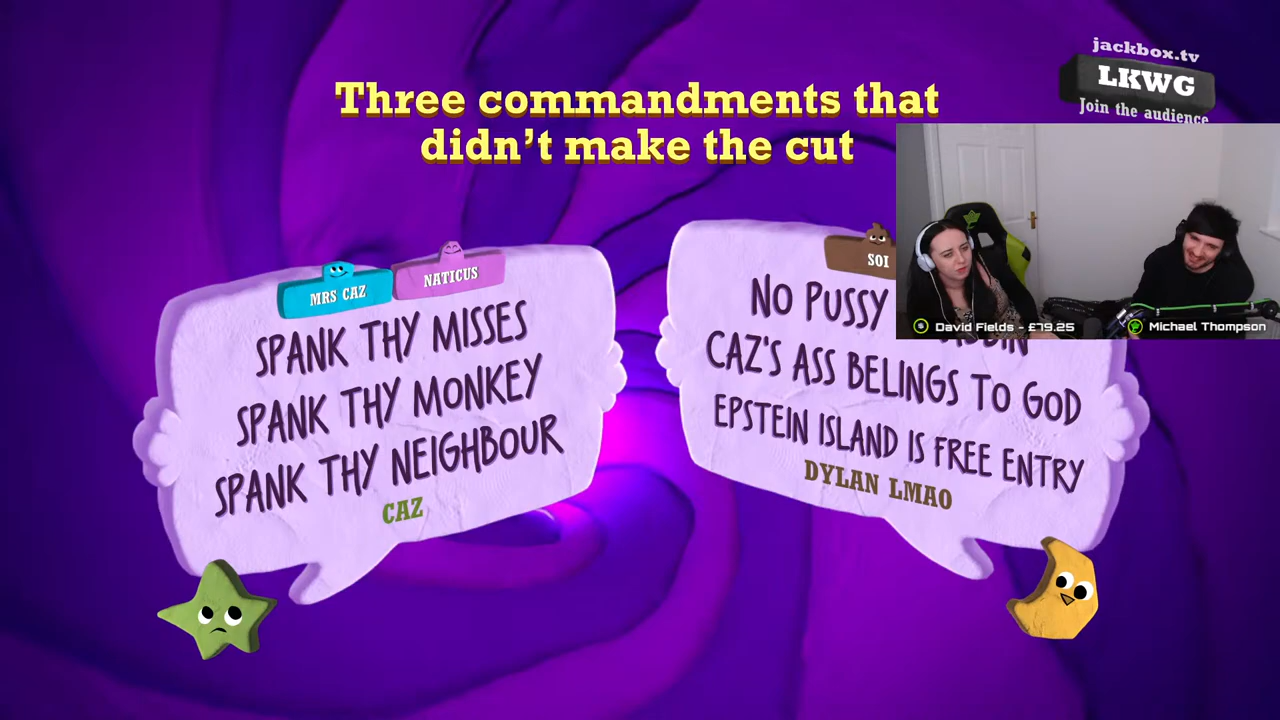 jackbox.tv
LKWG
Join the audience
Three commandments that
didn't make the cut
MRS CAZ
NATICUS
SPANK THY MISSES
SPANK THY MONKEY
SPANK THY NEIGHBOUR
CAZ
SOI
NO PUSSY
CAZ'S ASS BELINGS TO GOD
EPSTEIN ISLAND IS FREE ENTRY
DYLAN LMAO
David Fields - £79.25
Michael Thompson